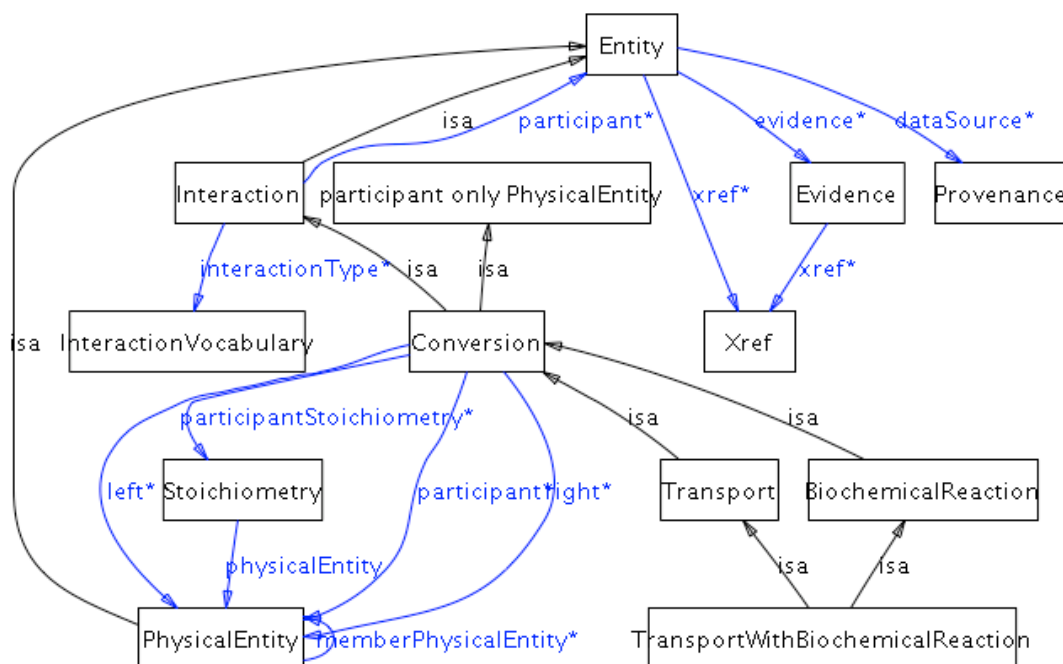 Entity
isa
participant*
evidence*
dataSource*
Interaction
participant only PhysicalEntity
Evidence
Provenance
xref*
interactionType*
isa
isa
xref*
isa
InteractionVocabulary
Conversion
Xref
participantStoichiometry*
isa
isa
left*
Stoichiometry
participant*
right*
Transport
BiochemicalReaction
physicalEntity
isa
isa
PhysicalEntity
memberPhysicalEntity*
TransportWithBiochemicalReaction